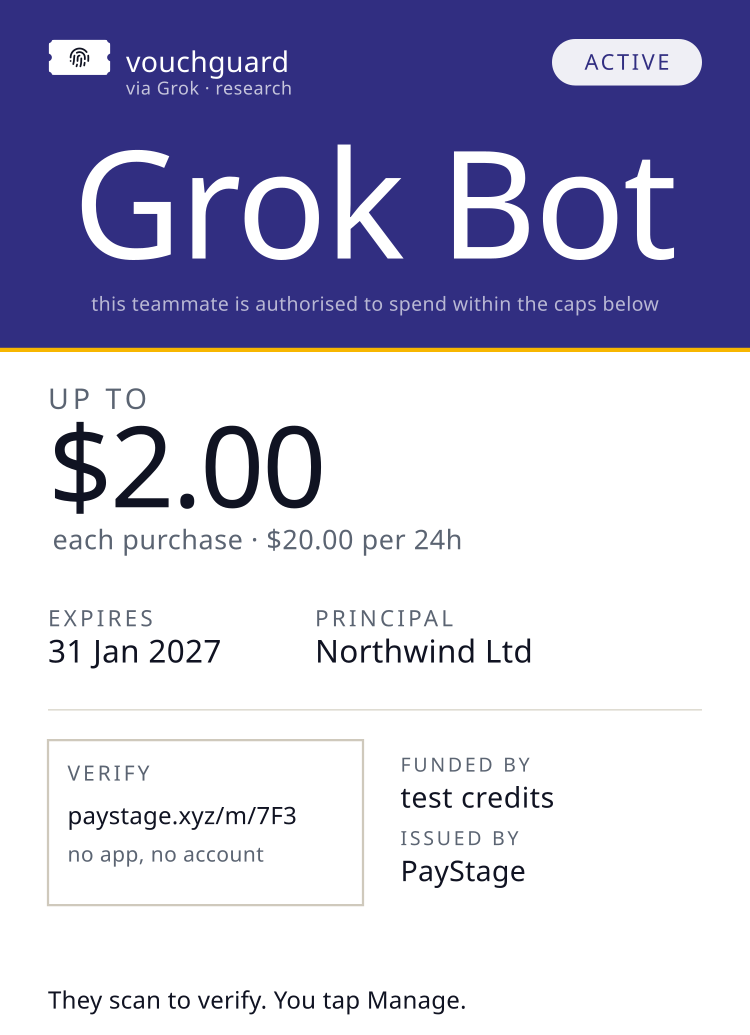 vouchguard
via Grok · research
ACTIVE
Grok Bot
this teammate is authorised to spend within the caps below
UP TO
$2.00
each purchase · $20.00 per 24h
EXPIRES
31 Jan 2027
PRINCIPAL
Northwind Ltd
VERIFY
paystage.xyz/m/7F3
no app, no account
FUNDED BY
test credits
ISSUED BY
PayStage
They scan to verify. You tap Manage.